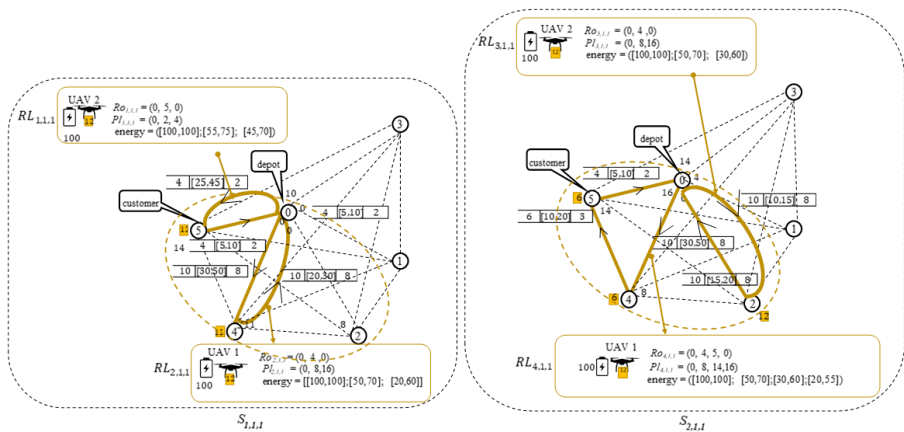 RL1,1,1
UAV 2
12
100
Ro1,1,1 = (0, 5, 0)
Pl1,1,1 = (0, 2, 4)
energy = ([100,100];[55,75]; [45,70])
3
depot
customer
4 [25,45] 2
10
0
4 [5,10] 2
5
14
4 [5,10] 2
10 [30,50] 8
10 [20,30] 8
1
4
8
2
RL2,1,1
UAV 1
12
100
Ro2,1,1 = (0, 4 ,0)
Pl2,1,1 = (0, 8,16)
energy = [[100,100];[50,70]; [20,60]]
S1,1,1
RL3,1,1
UAV 2
12
100
Ro3,1,1 = (0, 4 ,0)
Pl3,1,1 = (0, 8,16)
energy = ([100,100];[50,70]; [30,60])
3
depot
customer
14
4 [5,10] 2
0
16
6
5
14
6 [10,20] 3
10 [10,15] 8
1
10 [30,50] 8
10 [15,20] 8
6
4
8
2
12
RL4,1,1
UAV 1
12
100
Ro4,1,1 = (0, 4, 5, 0)
Pl4,1,1 = (0, 8, 14,16)
energy = ([100,100]; [50,70];[30,60];[20,55])
S2,1,1